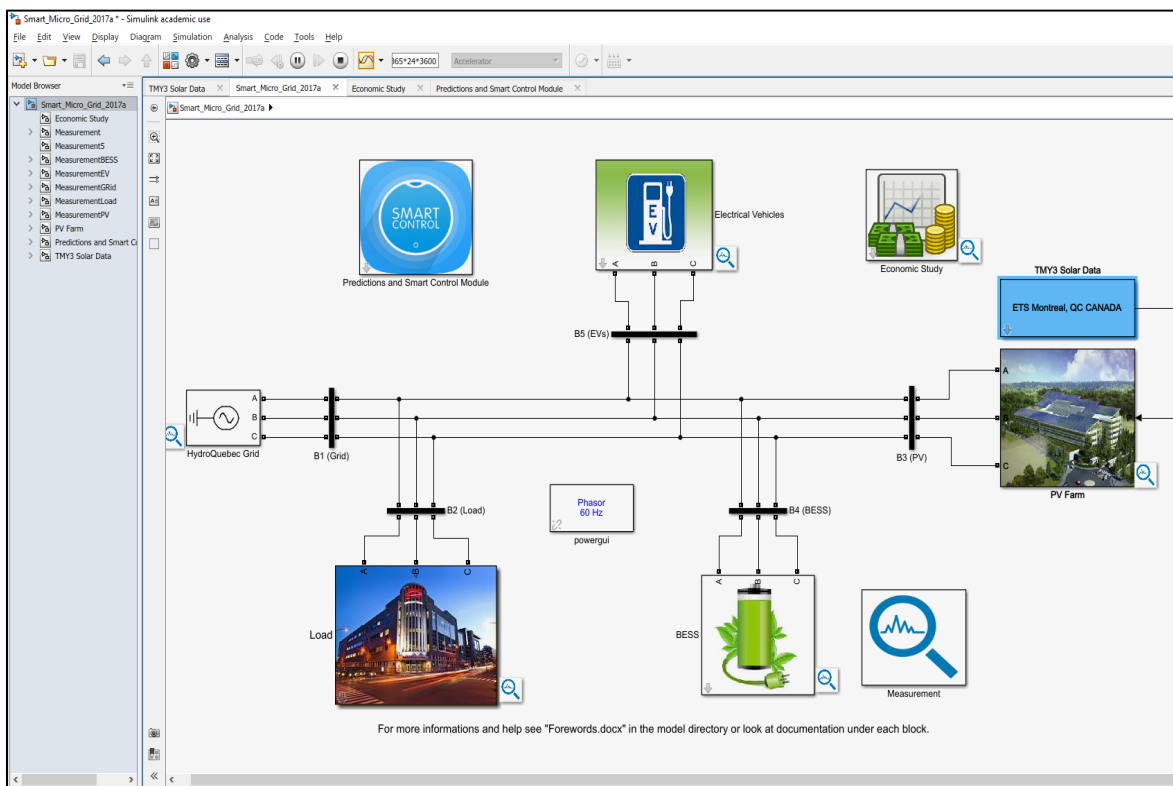 Smart_Micro_Grid_2017a * - Simulink academic use
File Edit View Display Diagram Simulation Analysis Code Tools Help
365*24*3600 Accelerator
Model Browser
TMY3 Solar Data Smart_Micro_Grid_2017a Economic Study Predictions and Smart Control Module
Smart_Micro_Grid_2017a
Smart_Micro_Grid_2017a
Economic Study
Measurement
Measurement5
MeasurementBESS
MeasurementEV
MeasurementGRid
MeasurementLoad
MeasurementPV
PV Farm
Predictions and Smart C
TMY3 Solar Data
SMART
CONTROL
Predictions and Smart Control Module
EV
Electrical Vehicles
A B C
B5 (EVs)
Economic Study
TMY3 Solar Data
ETS Montreal, QC CANADA
A
B
C
HydroQuebec Grid
B1 (Grid)
B3 (PV)
A
B
C
PV Farm
B2 (Load)
A B C
Load
Phasor
60 Hz
powergui
B4 (BESS)
A B C
BESS
Measurement
For more informations and help see "Forewords.docx" in the model directory or look at documentation under each block.